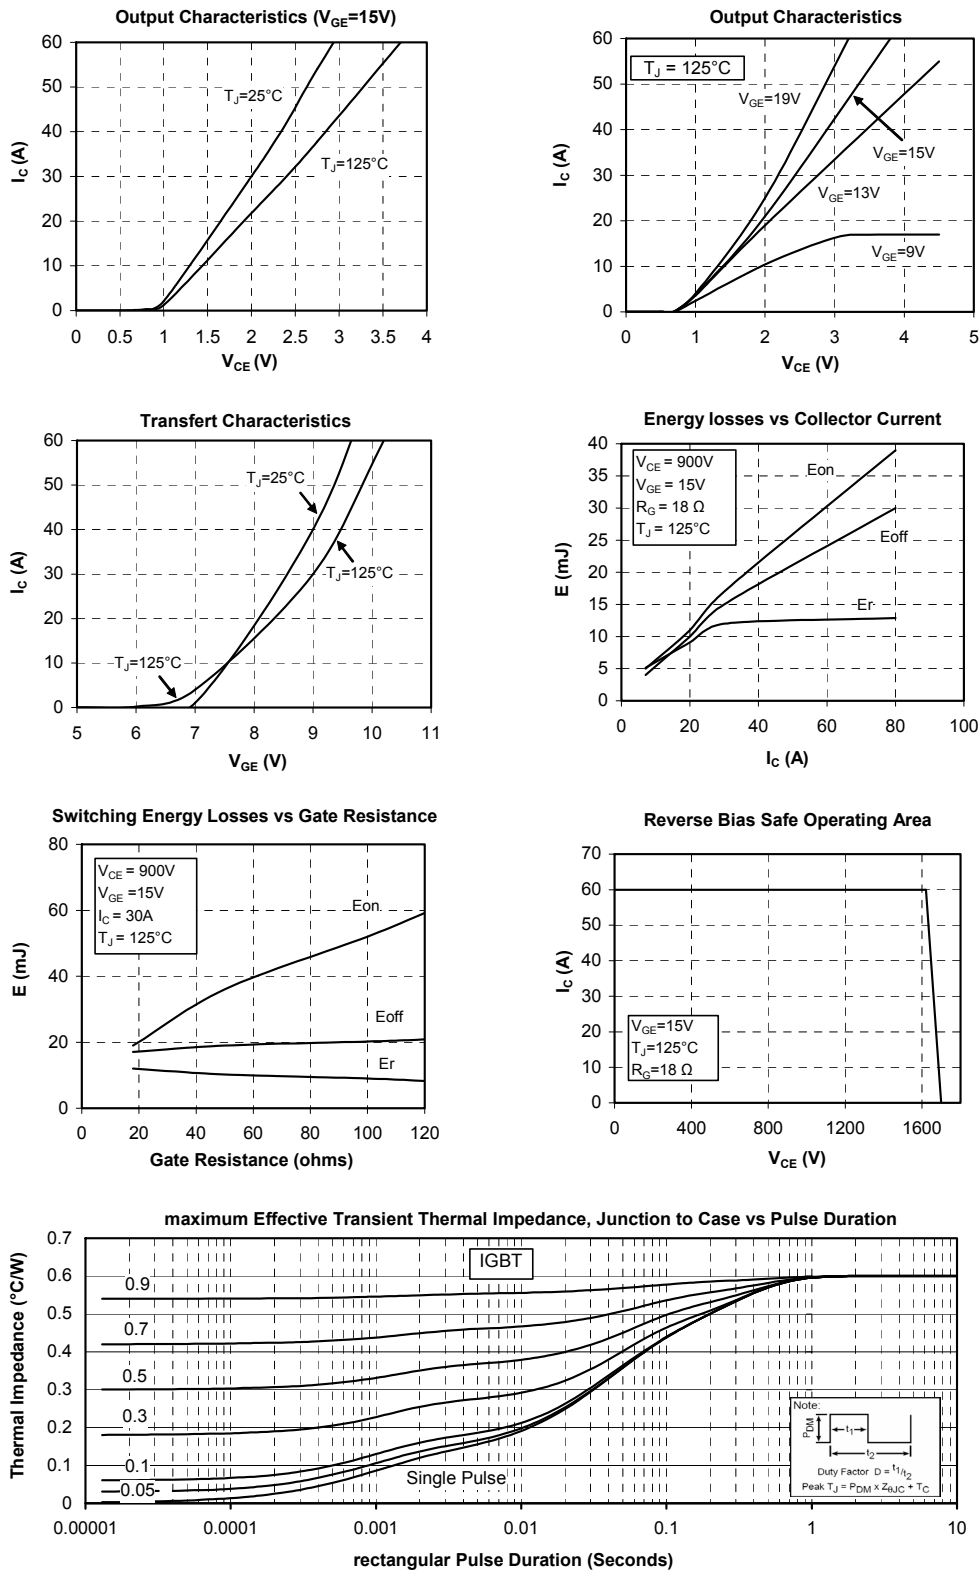 Output Characteristics (VGE=15V)
60
50
40
30
20
10
0
IC (A)
TJ=25°C
TJ=125°C
0 0.5 1 1.5 2 2.5 3 3.5 4
VCE (V)
Output Characteristics
60
50
40
30
20
10
0
IC (A)
TJ = 125°C
VGE=19V
VGE=15V
VGE=13V
VGE=9V
0 1 2 3 4 5
VCE (V)
Transfert Characteristics
60
50
40
30
20
10
0
IC (A)
TJ=25°C
TJ=125°C
TJ=125°C
5 6 7 8 9 10 11
VGE (V)
Energy losses vs Collector Current
40
35
30
25
20
15
10
5
0
E (mJ)
VCE = 900V
VGE = 15V
RG = 18 Ω
TJ = 125°C
Eon
Eoff
Er
0 20 40 60 80 100
IC (A)
Switching Energy Losses vs Gate Resistance
80
60
40
20
0
E (mJ)
VCE = 900V
VGE =15V
IC = 30A
TJ = 125°C
Eon
Eoff
Er
0 20 40 60 80 100 120
Gate Resistance (ohms)
Reverse Bias Safe Operating Area
70
60
50
40
30
20
10
0
IC (A)
VGE=15V
TJ=125°C
RG=18 Ω
0 400 800 1200 1600
VCE (V)
maximum Effective Transient Thermal Impedance, Junction to Case vs Pulse Duration
0.7
0.6
0.5
0.4
0.3
0.2
0.1
0
Thermal Impedance (°C/W)
IGBT
0.9
0.7
0.5
0.3
0.1
0.05
Single Pulse
Note:
PDM
t1
t2
Duty Factor D = t1/t2
Peak TJ = PDM x ZθJC + TC
0.00001 0.0001 0.001 0.01 0.1 1 10
rectangular Pulse Duration (Seconds)